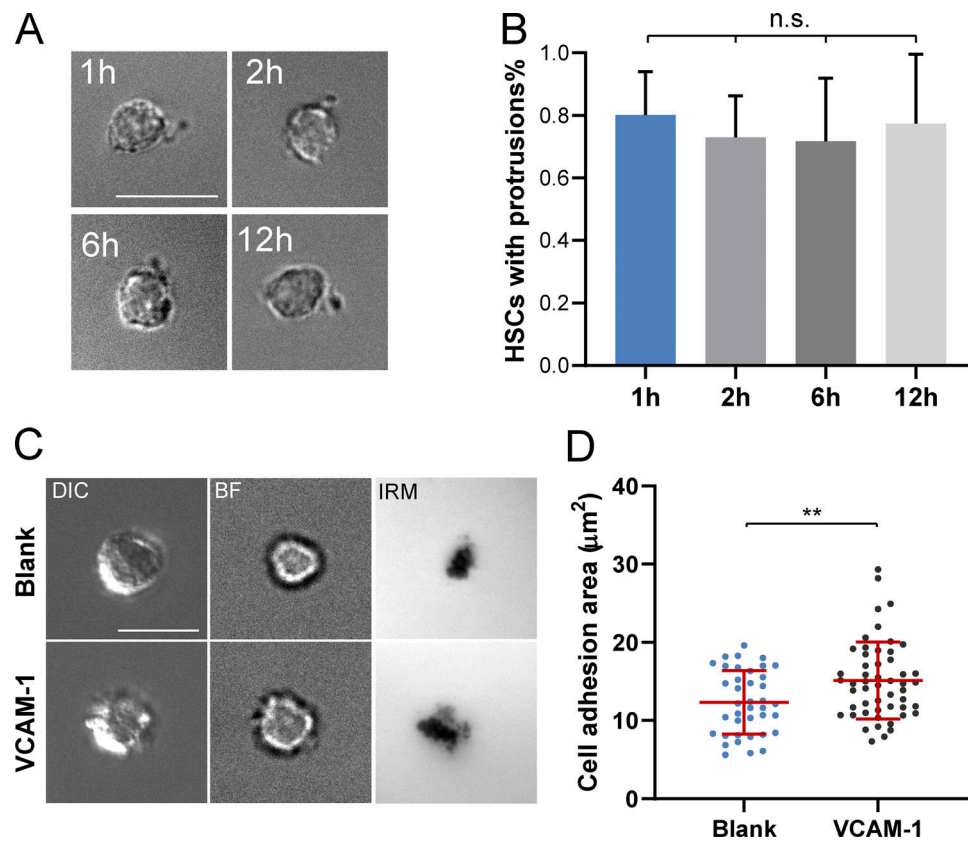 A
1h
2h
6h
12h
B
n.s.
HSCs with protrusions%
1.0
0.8
0.6
0.4
0.2
0.0
1h 2h 6h 12h
C
DIC BF IRM
Blank
VCAM-1
D
Cell adhesion area (μm²)
40
30
20
10
0
**
Blank VCAM-1